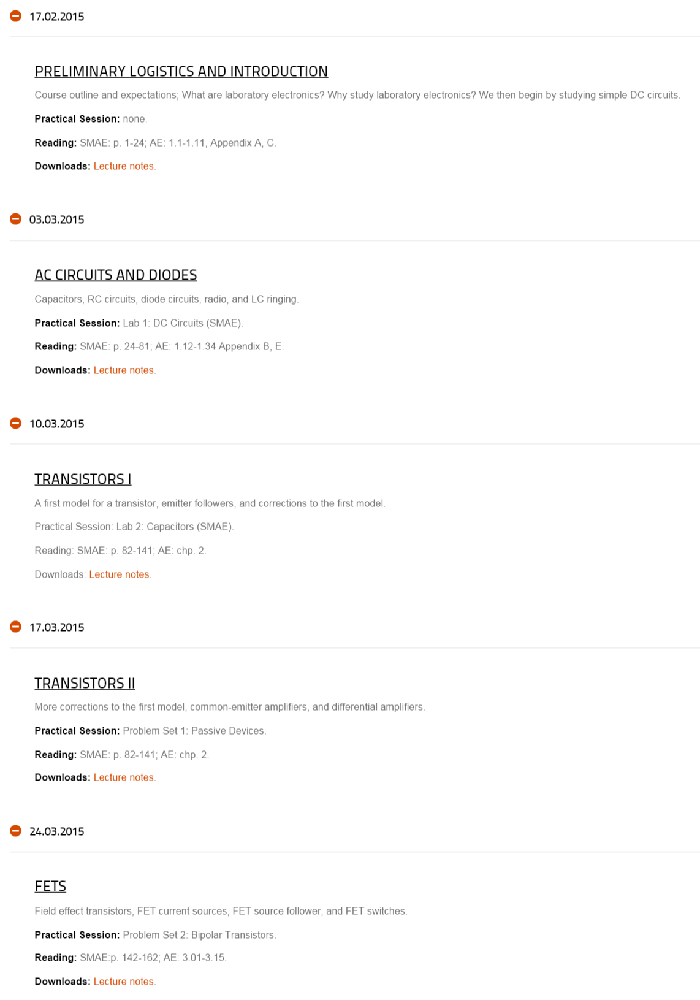 17.02.2015
PRELIMINARY LOGISTICS AND INTRODUCTION
Course outline and expectations; What are laboratory electronics? Why study laboratory electronics? We then begin by studying simple DC circuits.
Practical Session: none.
Reading: SMAE: p. 1-24; AE: 1.1-1.11, Appendix A, C.
Downloads: Lecture notes.
03.03.2015
AC CIRCUITS AND DIODES
Capacitors, RC circuits, diode circuits, radio, and LC ringing.
Practical Session: Lab 1: DC Circuits (SMAE).
Reading: SMAE: p. 24-81; AE: 1.12-1.34 Appendix B, E.
Downloads: Lecture notes.
10.03.2015
TRANSISTORS I
A first model for a transistor, emitter followers, and corrections to the first model.
Practical Session: Lab 2: Capacitors (SMAE).
Reading: SMAE: p. 82-141; AE: chp. 2.
Downloads: Lecture notes.
17.03.2015
TRANSISTORS II
More corrections to the first model, common-emitter amplifiers, and differential amplifiers.
Practical Session: Problem Set 1: Passive Devices.
Reading: SMAE: p. 82-141; AE: chp. 2.
Downloads: Lecture notes.
24.03.2015
FETS
Field effect transistors, FET current sources, FET source follower, and FET switches.
Practical Session: Problem Set 2: Bipolar Transistors.
Reading: SMAE:p. 142-162; AE: 3.01-3.15.
Downloads: Lecture notes.